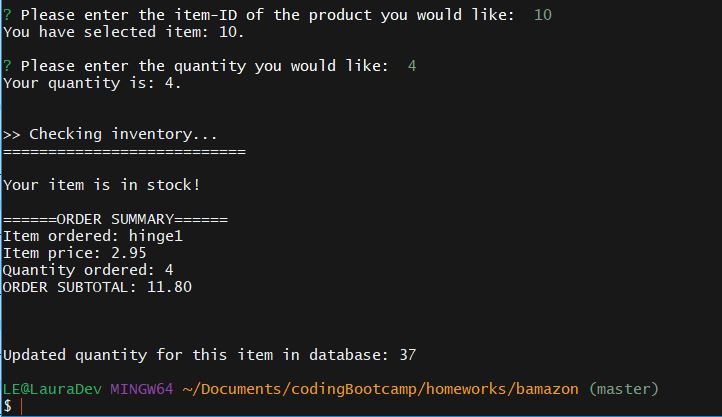 ? Please enter the item-ID of the product you would like:  10
You have selected item: 10.
? Please enter the quantity you would like:  4
Your quantity is: 4.
>> Checking inventory...
===========================
Your item is in stock!
======ORDER SUMMARY======
Item ordered: hinge1
Item price: 2.95
Quantity ordered: 4
ORDER SUBTOTAL: 11.80
Updated quantity for this item in database: 37
LE@LauraDev MINGW64 ~/Documents/codingBootcamp/homeworks/bamazon (master)
$